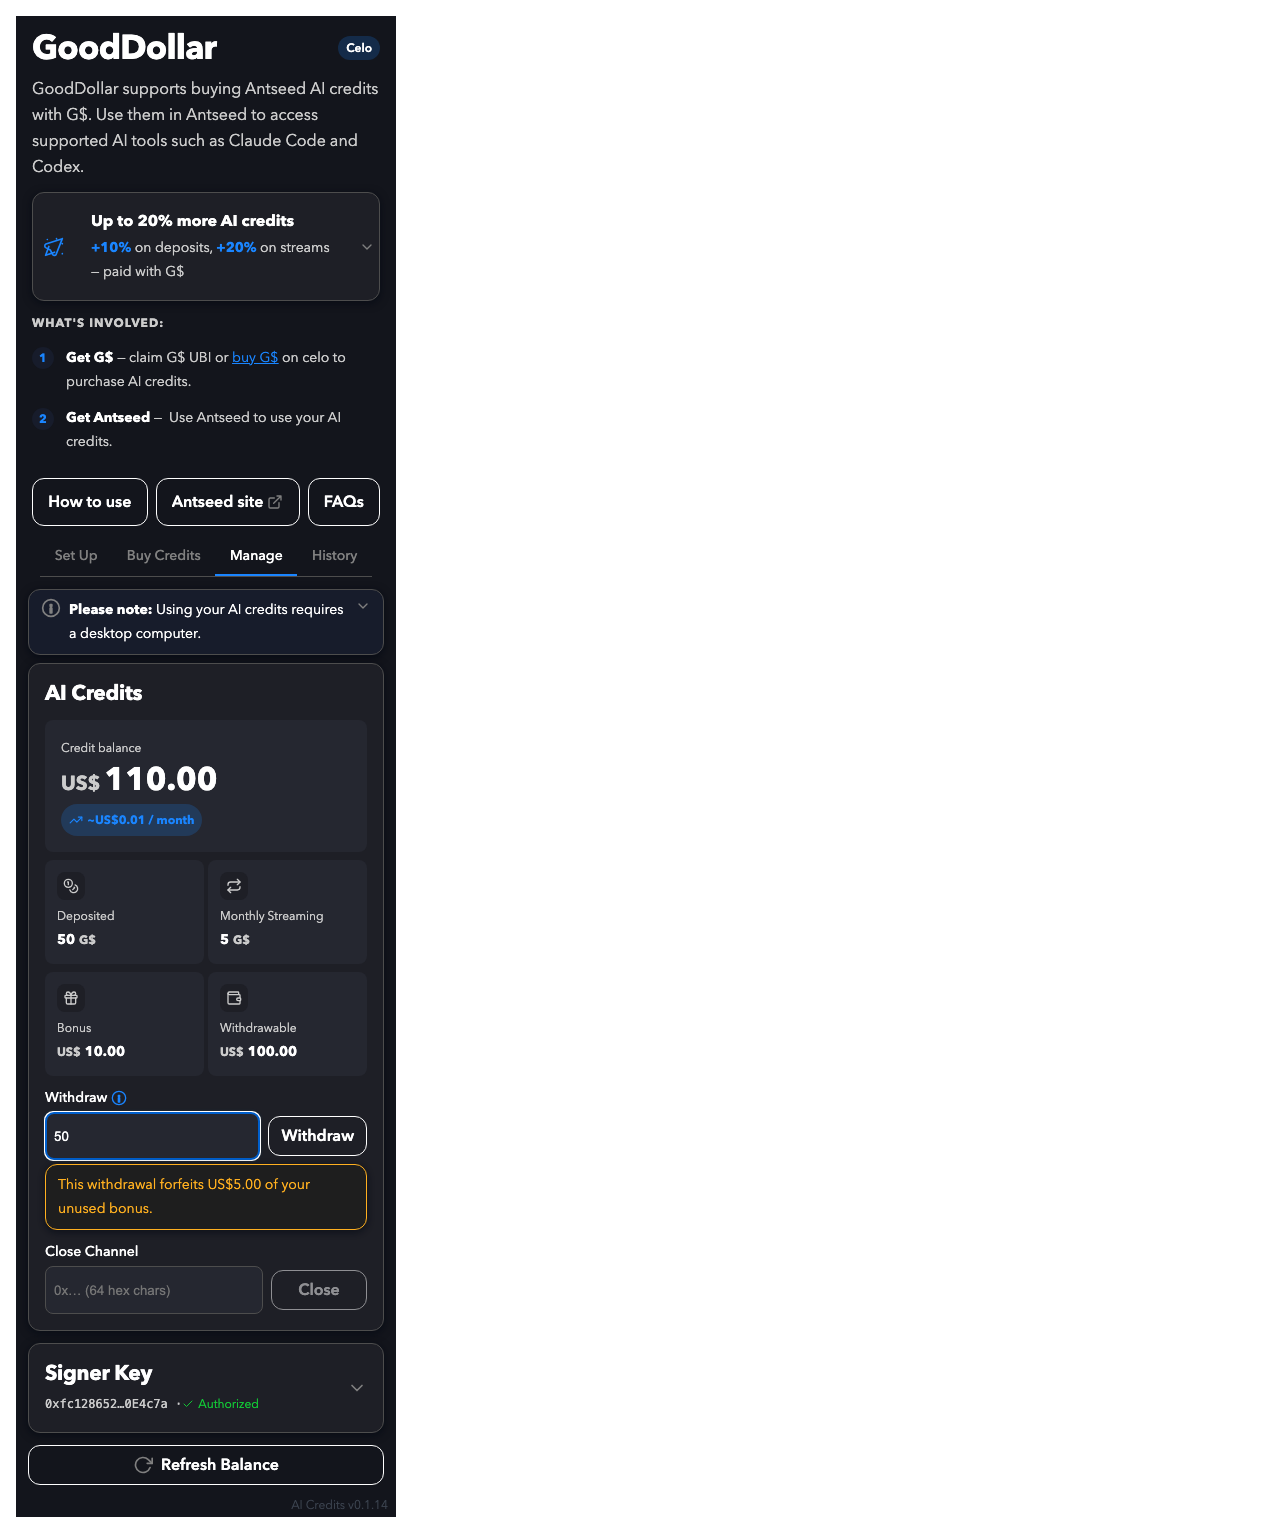 GoodDollar
Celo
GoodDollar supports buying Antseed AI credits
with G$. Use them in Antseed to access
supported AI tools such as Claude Code and
Codex.
Up to 20% more AI credits
+10% on deposits, +20% on streams
— paid with G$
WHAT'S INVOLVED:
1 Get G$ — claim G$ UBI or buy G$ on celo to
purchase AI credits.
2 Get Antseed — Use Antseed to use your AI
credits.
How to use
Antseed site
FAQs
Set Up
Buy Credits
Manage
History
Please note: Using your AI credits requires
a desktop computer.
AI Credits
Credit balance
US$ 110.00
~US$0.01 / month
Deposited
50 G$
Monthly Streaming
5 G$
Bonus
US$ 10.00
Withdrawable
US$ 100.00
Withdraw
50
Withdraw
This withdrawal forfeits US$5.00 of your
unused bonus.
Close Channel
0x... (64 hex chars)
Close
Signer Key
0xfc128652…0E4c7a • ✓ Authorized
Refresh Balance
AI Credits v0.1.14